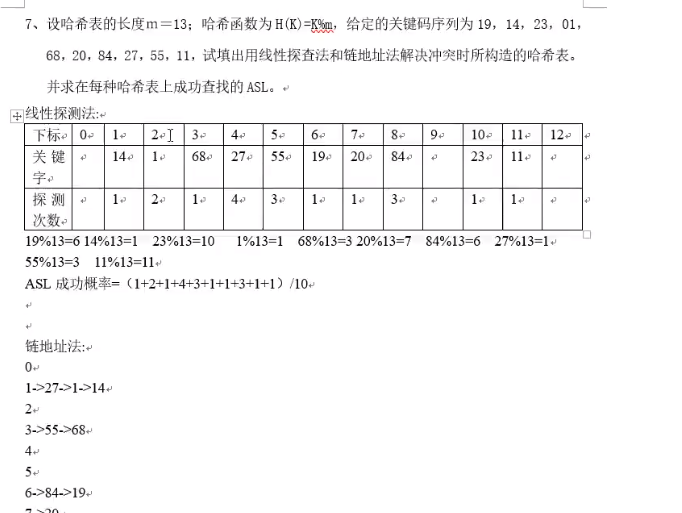 7、设哈希表的长度m＝13；哈希函数为H(K)=K%m，给定的关键码序列为19，14，23，01，
68，20，84，27，55，11，试填出用线性探查法和链地址法解决冲突时所构造的哈希表。
并求在每种哈希表上成功查找的ASL。
线性探测法:
下标 0 1 2 3 4 5 6 7 8 9 10 11 12
关键字 14 1 68 27 55 19 20 84 23 11
探测次数 1 2 1 4 3 1 1 3 1 1
19%13=6 14%13=1 23%13=10 1%13=1 68%13=3 20%13=7 84%13=6 27%13=1
55%13=3 11%13=11
ASL 成功概率=（1+2+1+4+3+1+1+3+1+1）/10
链地址法:
0
1->27->1->14
2
3->55->68
4
5
6->84->19
7->20